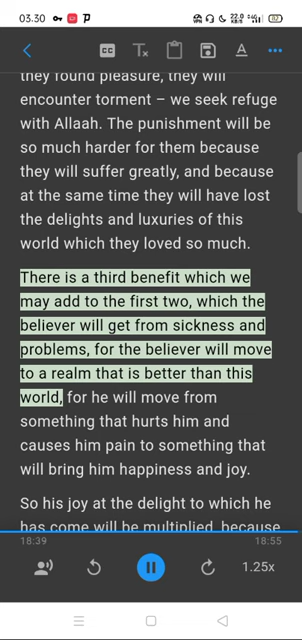 03.30
22.0
KB/S
82
CC
they found pleasure, they will
encounter torment – we seek refuge
with Allaah. The punishment will be
so much harder for them because
they will suffer greatly, and because
at the same time they will have lost
the delights and luxuries of this
world which they loved so much.
There is a third benefit which we
may add to the first two, which the
believer will get from sickness and
problems, for the believer will move
to a realm that is better than this
world, for he will move from
something that hurts him and
causes him pain to something that
will bring him happiness and joy.
So his joy at the delight to which he
has come will be multiplied, because
18:39
18:55
1.25x